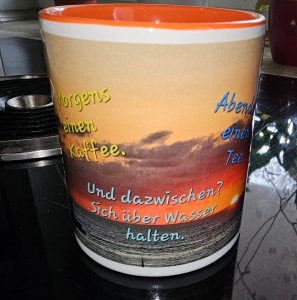 Morgens
einen
Kaffee.
Abend
einen
Tee.
Und dazwischen?
Sich über Wasser
halten.